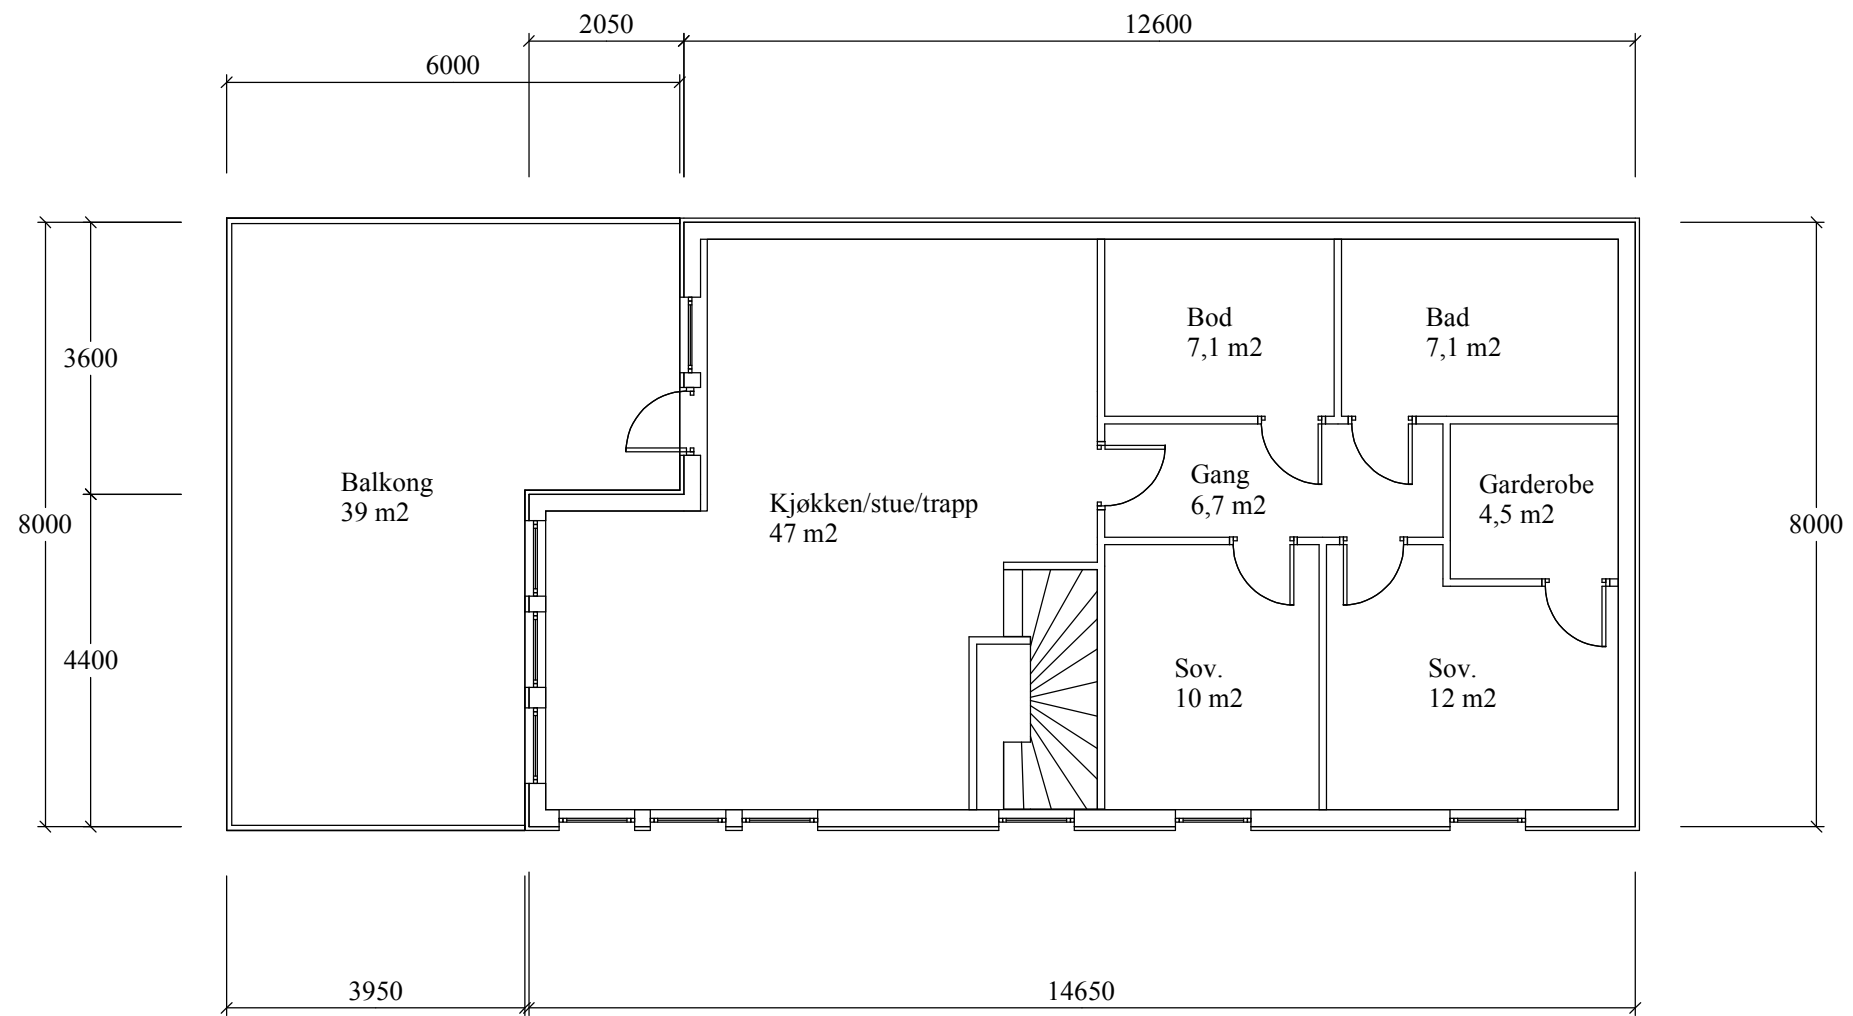 2050
12600
6000
Bod
7,1 m2
Bad
7,1 m2
3600
Balkong
39 m2
Kjøkken/stue/trapp
47 m2
Gang
6,7 m2
Garderobe
4,5 m2
8000
8000
4400
Sov.
10 m2
Sov.
12 m2
3950
14650